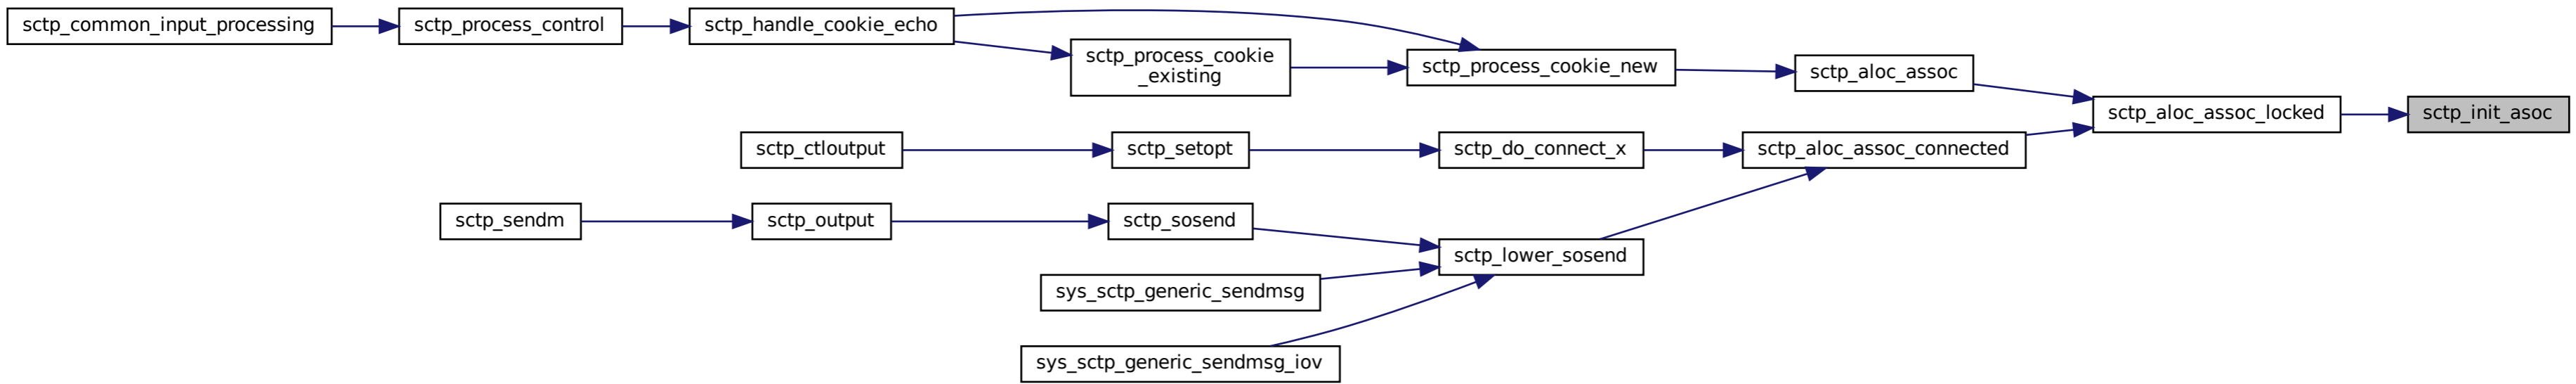 sctp_common_input_processing
sctp_process_control
sctp_handle_cookie_echo
sctp_process_cookie
_existing
sctp_process_cookie_new
sctp_aloc_assoc
sctp_aloc_assoc_locked
sctp_init_asoc
sctp_ctloutput
sctp_setopt
sctp_do_connect_x
sctp_aloc_assoc_connected
sctp_sendm
sctp_output
sctp_sosend
sctp_lower_sosend
sys_sctp_generic_sendmsg
sys_sctp_generic_sendmsg_iov